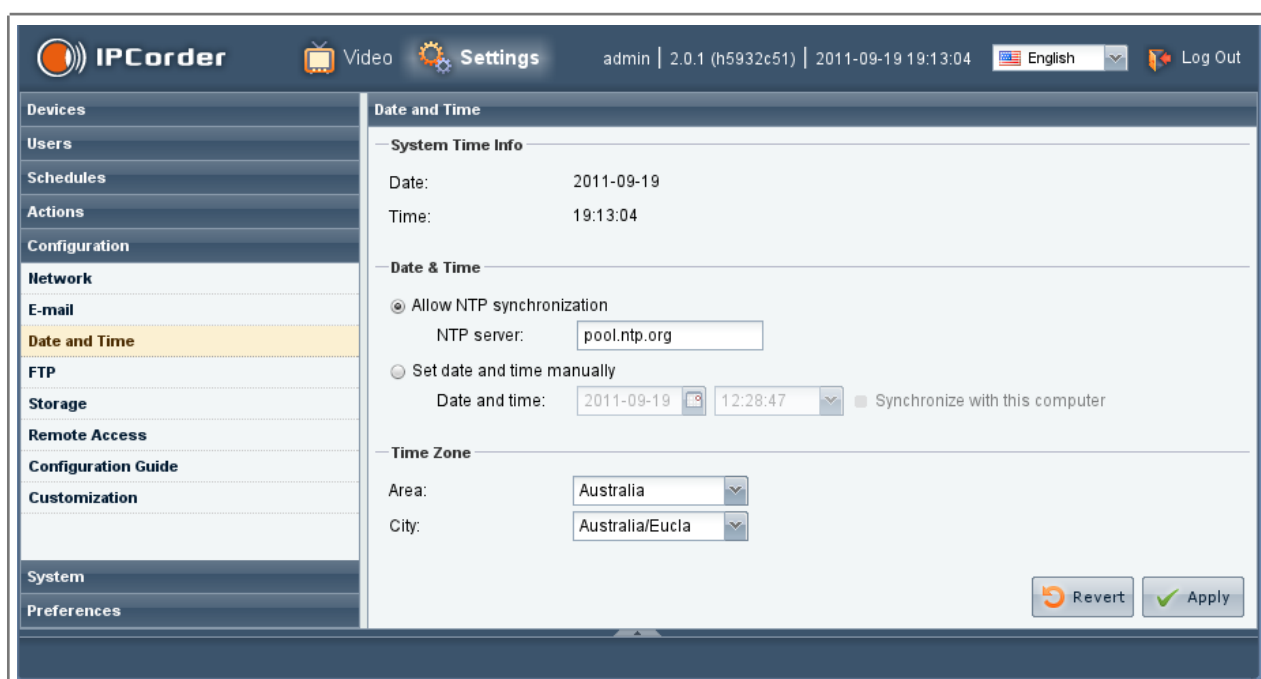 IPCorder Video Settings admin | 2.0.1 (h5932c51) | 2011-09-19 19:13:04 English Log Out
Devices
Users
Schedules
Actions
Configuration
Network
E-mail
Date and Time
FTP
Storage
Remote Access
Configuration Guide
Customization
System
Preferences
Date and Time
System Time Info
Date: 2011-09-19
Time: 19:13:04
Date & Time
Allow NTP synchronization
NTP server: pool.ntp.org
Set date and time manually
Date and time: 2011-09-19 12:28:47 Synchronize with this computer
Time Zone
Area: Australia
City: Australia/Eucla
Revert Apply